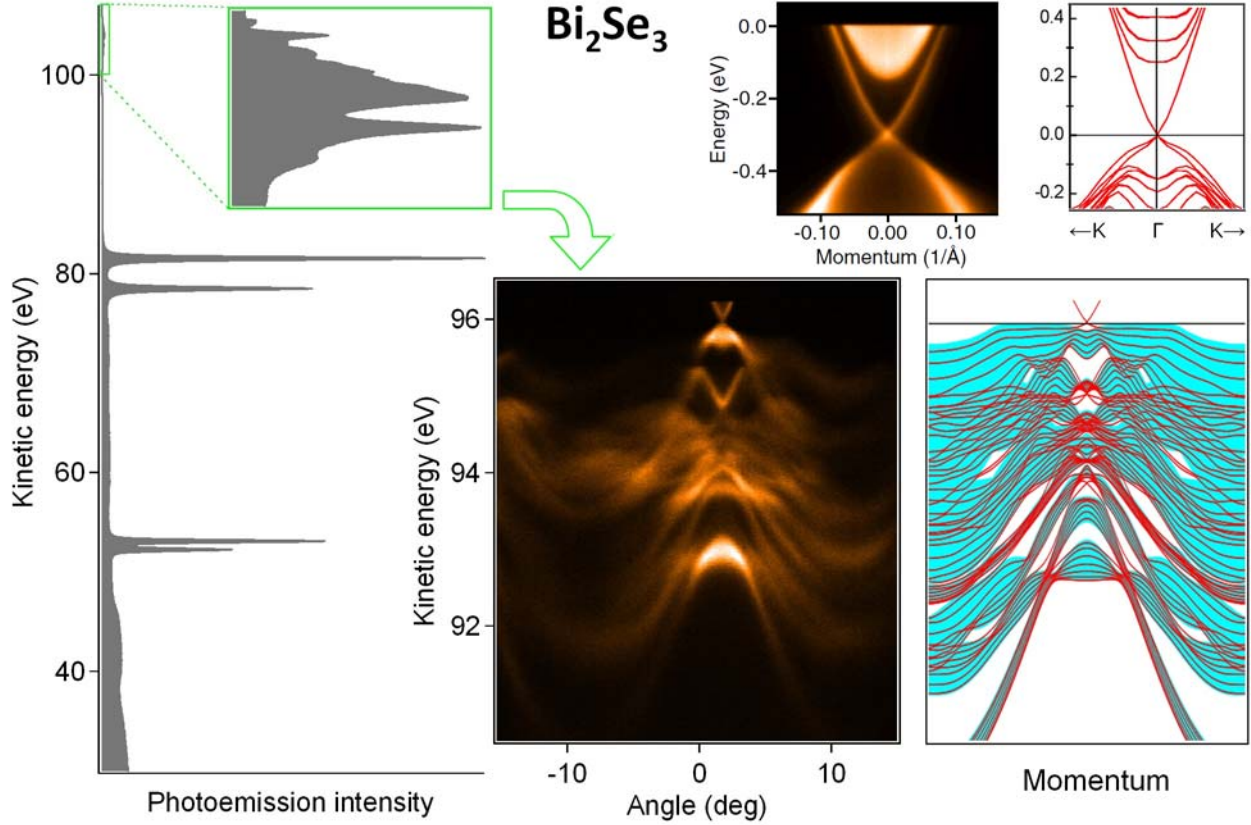 Bi2Se3
Kinetic energy (eV)
100
80
60
40
Photoemission intensity
Energy (eV)
0.0
-0.2
-0.4
-0.10
0.00
0.10
Momentum (1/Å)
0.4
0.2
0.0
-0.2
←K
Γ
K→
Kinetic energy (eV)
96
94
92
-10
0
10
Angle (deg)
Momentum